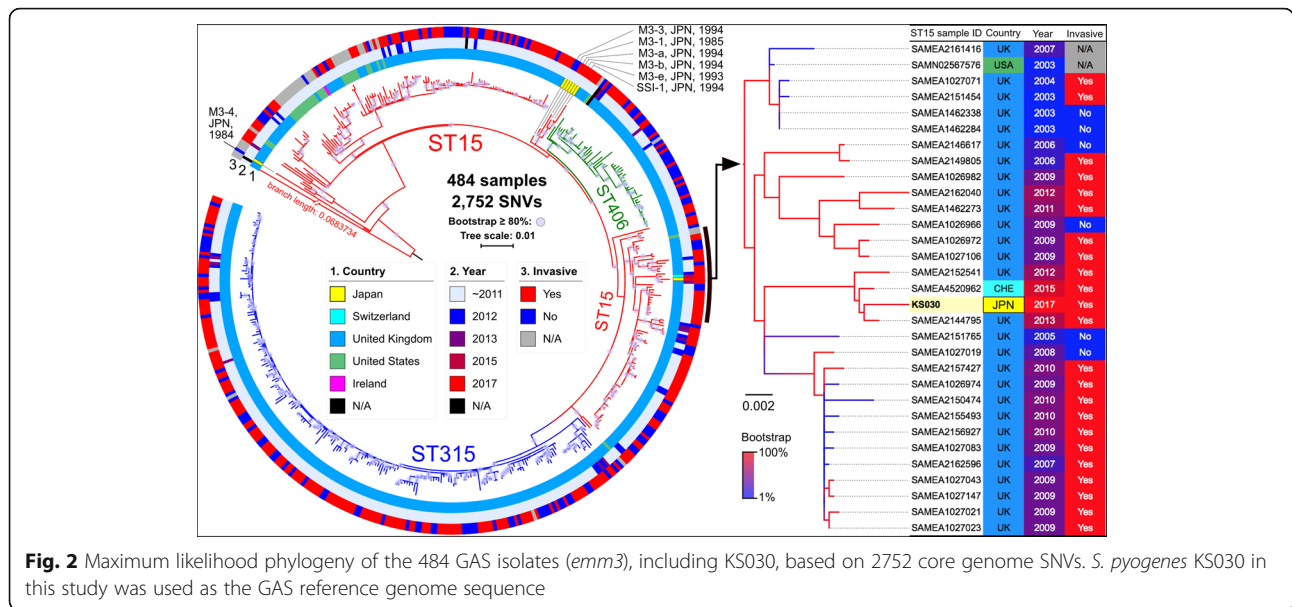 M3-3, JPN, 1994
M3-1, JPN, 1985
M3-a, JPN, 1994
M3-b, JPN, 1994
M3-e, JPN, 1993
SSI-1, JPN, 1994
M3-4,
JPN,
1984
3 2 1
branch length: 0.0683734
ST15
ST406
ST15
ST315
484 samples
2,752 SNVs
Bootstrap ≥ 80%:
Tree scale: 0.01
1. Country
Japan
Switzerland
United Kingdom
United States
Ireland
N/A
2. Year
~2011
2012
2013
2015
2017
N/A
3. Invasive
Yes
No
N/A
0.002
Bootstrap
100%
1%
ST15 sample ID Country Year Invasive
SAMEA2161416 UK 2007 N/A
SAMN02567576 USA 2003 N/A
SAMEA1027071 UK 2004 Yes
SAMEA2151454 UK 2003 Yes
SAMEA1462338 UK 2003 No
SAMEA1462284 UK 2003 No
SAMEA2146617 UK 2006 No
SAMEA2149805 UK 2006 Yes
SAMEA1026982 UK 2009 Yes
SAMEA2162040 UK 2012 Yes
SAMEA1462273 UK 2011 Yes
SAMEA1026966 UK 2009 No
SAMEA1026972 UK 2009 Yes
SAMEA1027106 UK 2009 Yes
SAMEA2152541 UK 2012 Yes
SAMEA4520962 CHE 2015 Yes
KS030 JPN 2017 Yes
SAMEA2144795 UK 2013 Yes
SAMEA2151765 UK 2005 No
SAMEA1027019 UK 2008 No
SAMEA2157427 UK 2010 Yes
SAMEA1026974 UK 2009 Yes
SAMEA2150474 UK 2010 Yes
SAMEA2155493 UK 2010 Yes
SAMEA2156927 UK 2010 Yes
SAMEA1027083 UK 2009 Yes
SAMEA2162596 UK 2007 Yes
SAMEA1027043 UK 2009 Yes
SAMEA1027147 UK 2009 Yes
SAMEA1027021 UK 2009 Yes
SAMEA1027023 UK 2009 Yes
Fig. 2 Maximum likelihood phylogeny of the 484 GAS isolates (emm3), including KS030, based on 2752 core genome SNVs. S. pyogenes KS030 in
this study was used as the GAS reference genome sequence